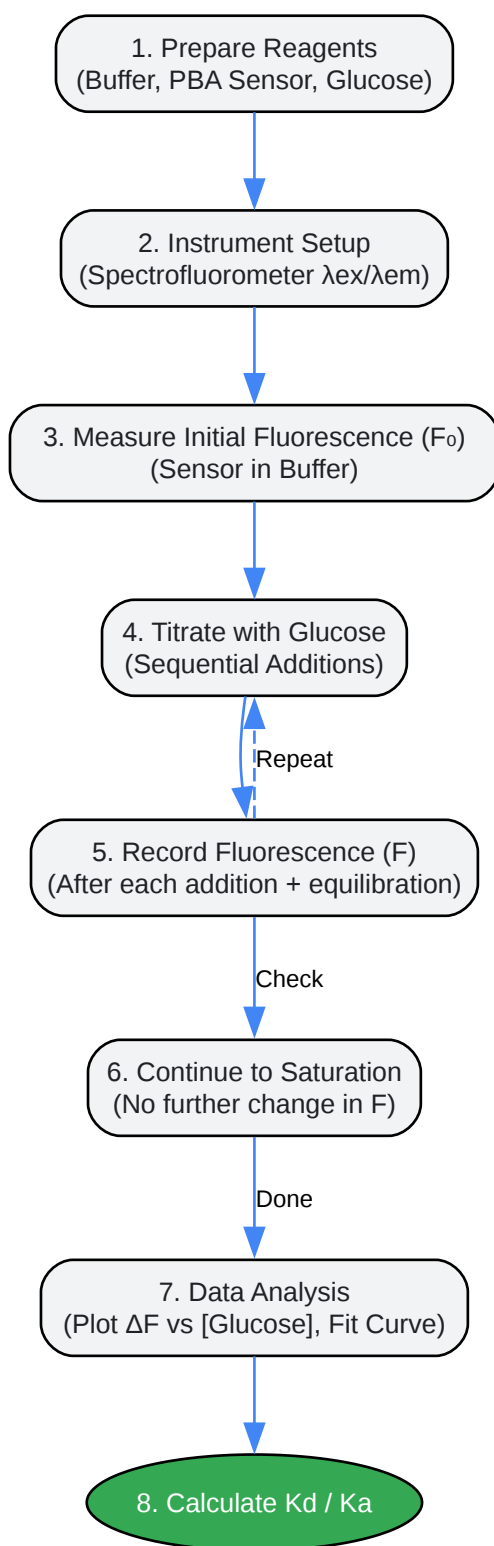 1. Prepare Reagents
(Buffer, PBA Sensor, Glucose)
2. Instrument Setup
(Spectrofluorometer λex/λem)
3. Measure Initial Fluorescence (F₀)
(Sensor in Buffer)
4. Titrate with Glucose
(Sequential Additions)
Repeat
5. Record Fluorescence (F)
(After each addition + equilibration)
Check
6. Continue to Saturation
(No further change in F)
Done
7. Data Analysis
(Plot ΔF vs [Glucose], Fit Curve)
8. Calculate Kd / Ka